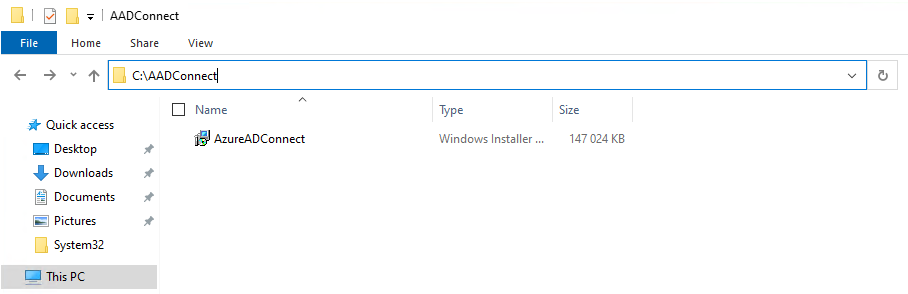 AADConnect
File Home Share View
C:\AADConnect
Name Type Size
Quick access
AzureADConnect Windows Installer ... 147 024 KB
Desktop
Downloads
Documents
Pictures
System32
This PC